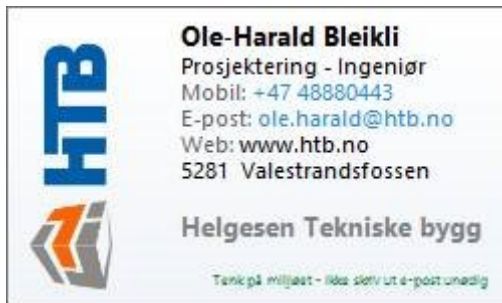 HTB
Ole-Harald Bleikli
Prosjektering - Ingeniør
Mobil: +47 48880443
E-post: ole.harald@htb.no
Web: www.htb.no
5281 Valestrandsfossen
Helgesen Tekniske bygg
Tenk på miljøet - ikke skriv ut e-post unødig